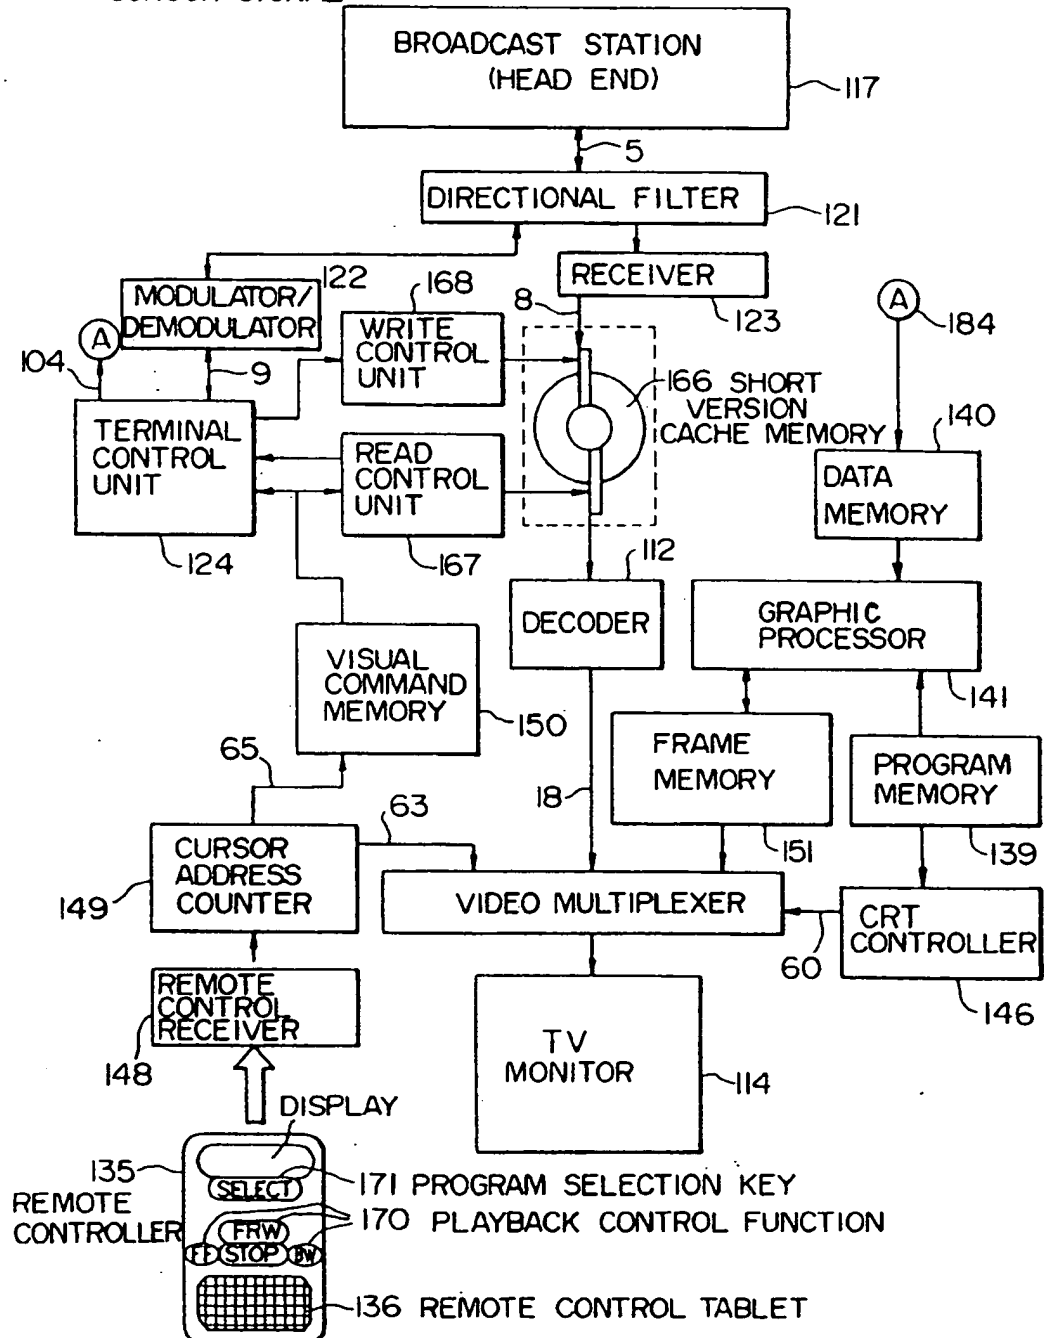 BROADCAST STATION
(HEAD END)
117
5
DIRECTIONAL FILTER
121
122
RECEIVER
123
8
MODULATOR/
DEMODULATOR
168
A
184
A
104
9
WRITE
CONTROL
UNIT
166 SHORT
VERSION
CACHE MEMORY
140
TERMINAL
CONTROL
UNIT
124
READ
CONTROL
UNIT
167
DATA
MEMORY
112
DECODER
GRAPHIC
PROCESSOR
141
VISUAL
COMMAND
MEMORY
150
65
63
18
FRAME
MEMORY
151
PROGRAM
MEMORY
139
CURSOR
ADDRESS
COUNTER
149
VIDEO MULTIPLEXER
60
CRT
CONTROLLER
146
REMOTE
CONTROL
RECEIVER
148
TV
MONITOR
114
DISPLAY
135
REMOTE
CONTROLLER
SELECT
171 PROGRAM SELECTION KEY
FRW
170 PLAYBACK CONTROL FUNCTION
FF
STOP
BW
136 REMOTE CONTROL TABLET